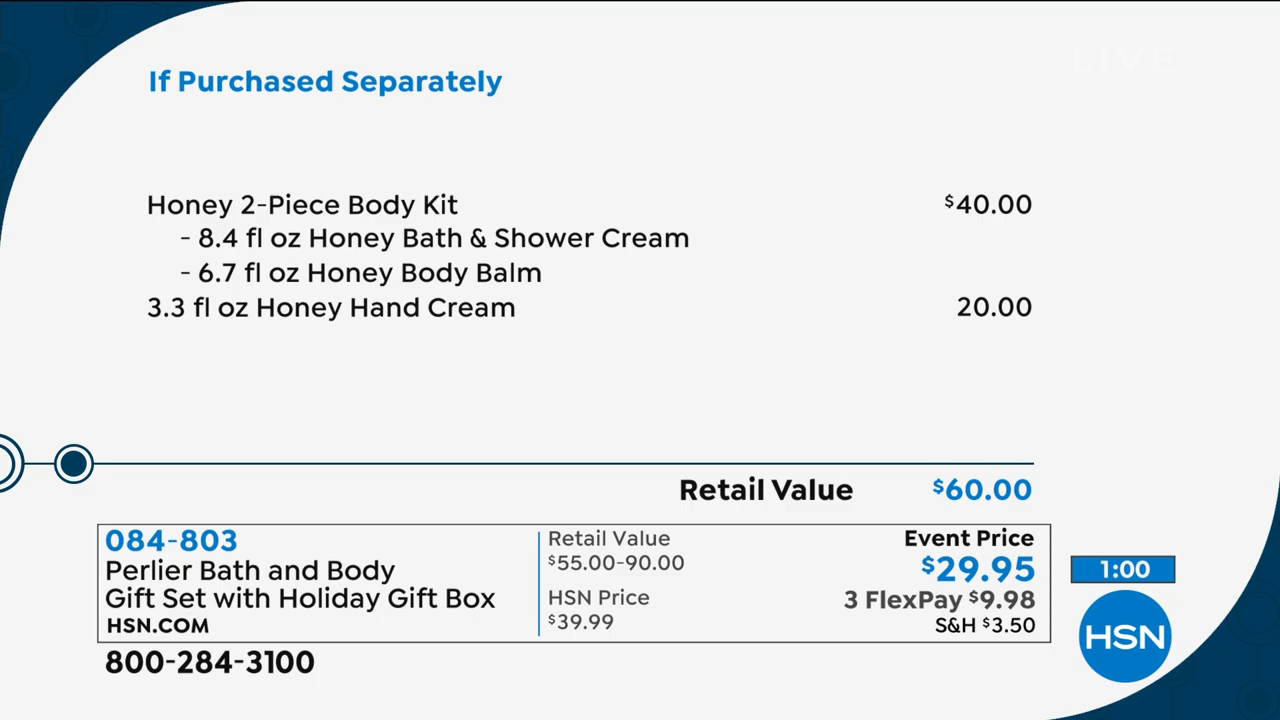 LIVE
If Purchased Separately
Honey 2-Piece Body Kit $40.00
- 8.4 fl oz Honey Bath & Shower Cream
- 6.7 fl oz Honey Body Balm
3.3 fl oz Honey Hand Cream 20.00
Retail Value $60.00
084-803
Perlier Bath and Body
Gift Set with Holiday Gift Box
HSN.COM
Retail Value
$55.00-90.00
HSN Price
$39.99
Event Price
$29.95
3 FlexPay $9.98
S&H $3.50
1:00
HSN
800-284-3100